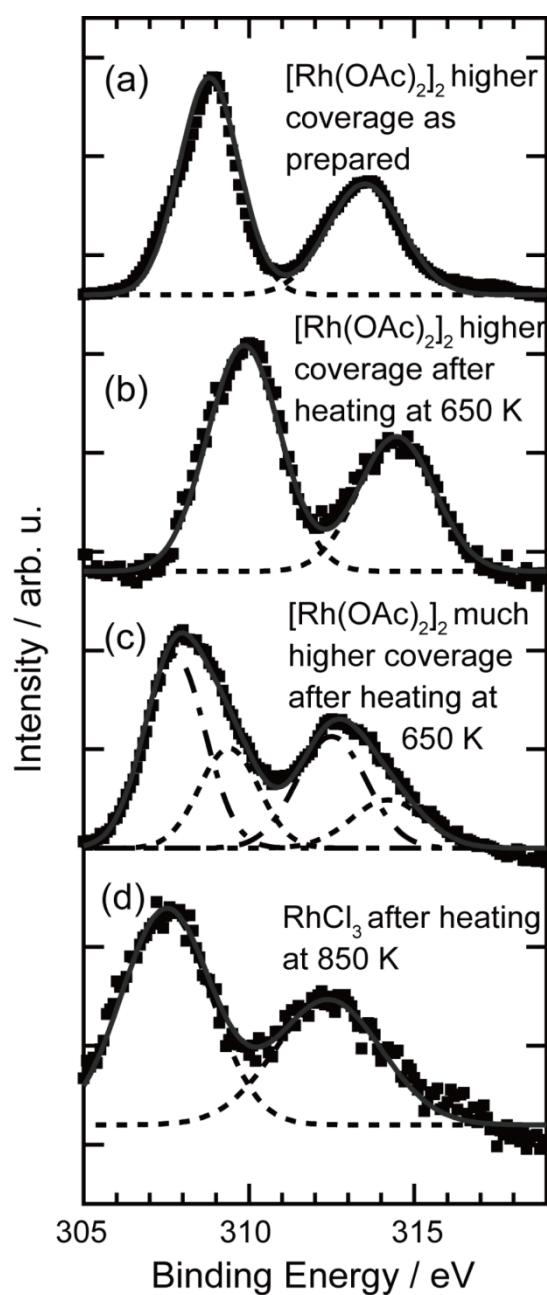 (a)
[Rh(OAc)₂]₂ higher
coverage as
prepared
[Rh(OAc)₂]₂ higher
coverage after
(b)
heating at 650 K
[Rh(OAc)₂]₂ much
(c)
higher coverage
after heating at
650 K
(d)
RhCl₃ after heating
at 850 K
Intensity / arb. u.
305
310
315
Binding Energy / eV